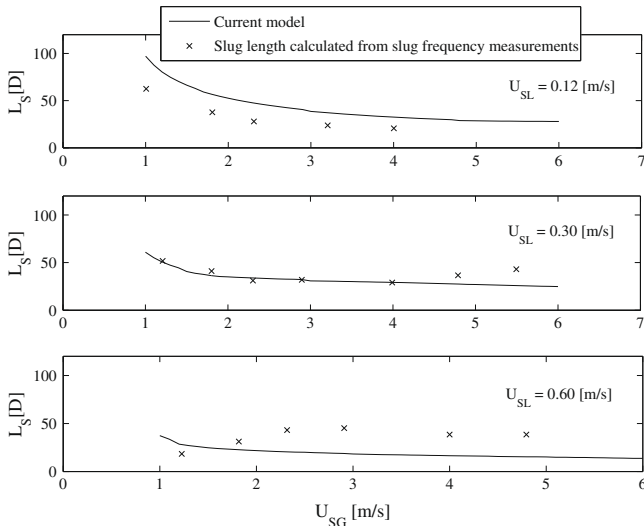 Current model
Slug length calculated from slug frequency measurements
100
50
0
L_S[D]
U_SL = 0.12 [m/s]
0 1 2 3 4 5 6 7
100
50
0
L_S[D]
U_SL = 0.30 [m/s]
0 1 2 3 4 5 6 7
100
50
0
L_S[D]
U_SL = 0.60 [m/s]
0 1 2 3 4 5 6
U_SG [m/s]